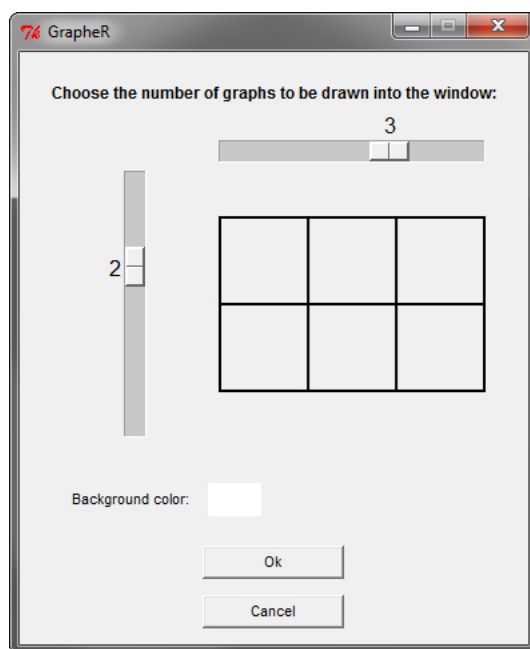 GrapheR
Choose the number of graphs to be drawn into the window:
3
2
Background color:
Ok
Cancel